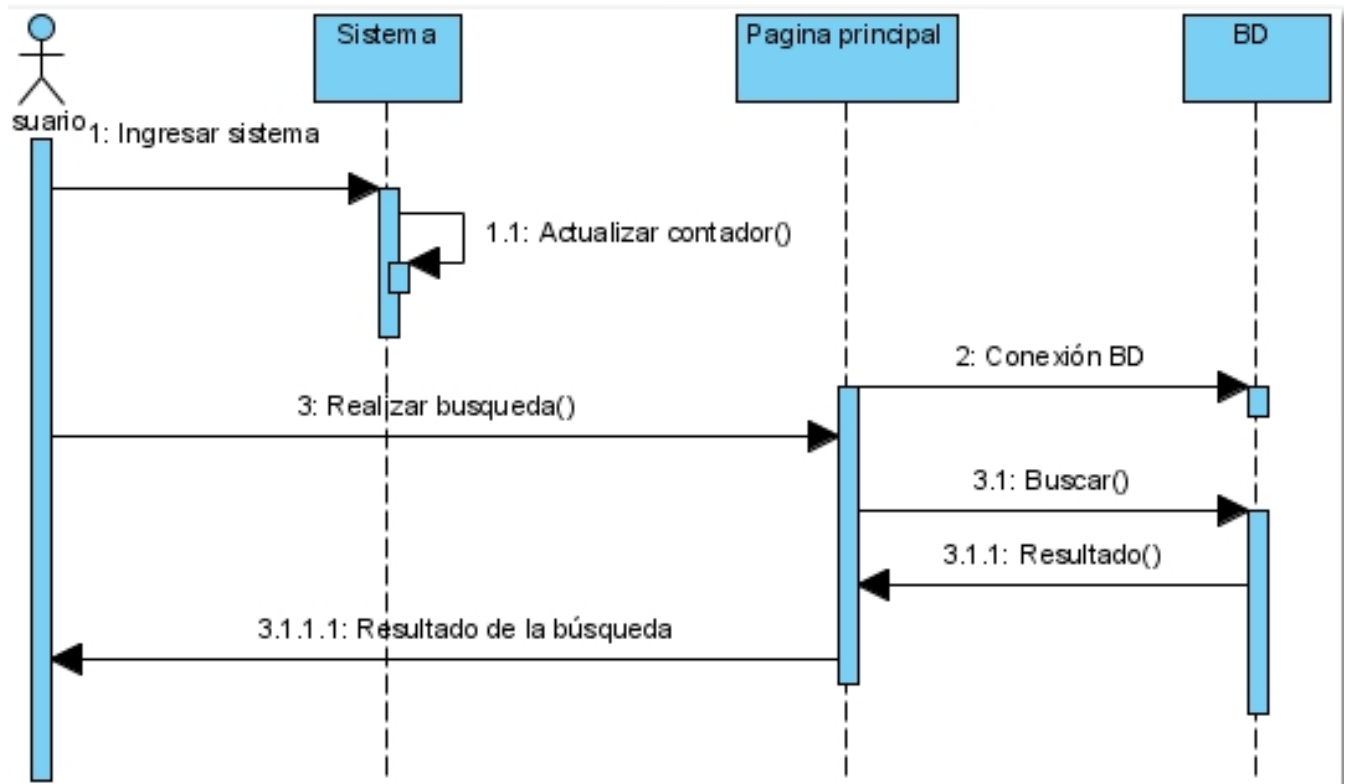 Sistema
Pagina principal
BD
suario
1: Ingresar sistema
1.1: Actualizar contador()
2: Conexión BD
3: Realizar busqueda()
3.1: Buscar()
3.1.1: Resultado()
3.1.1.1: Resultado de la búsqueda